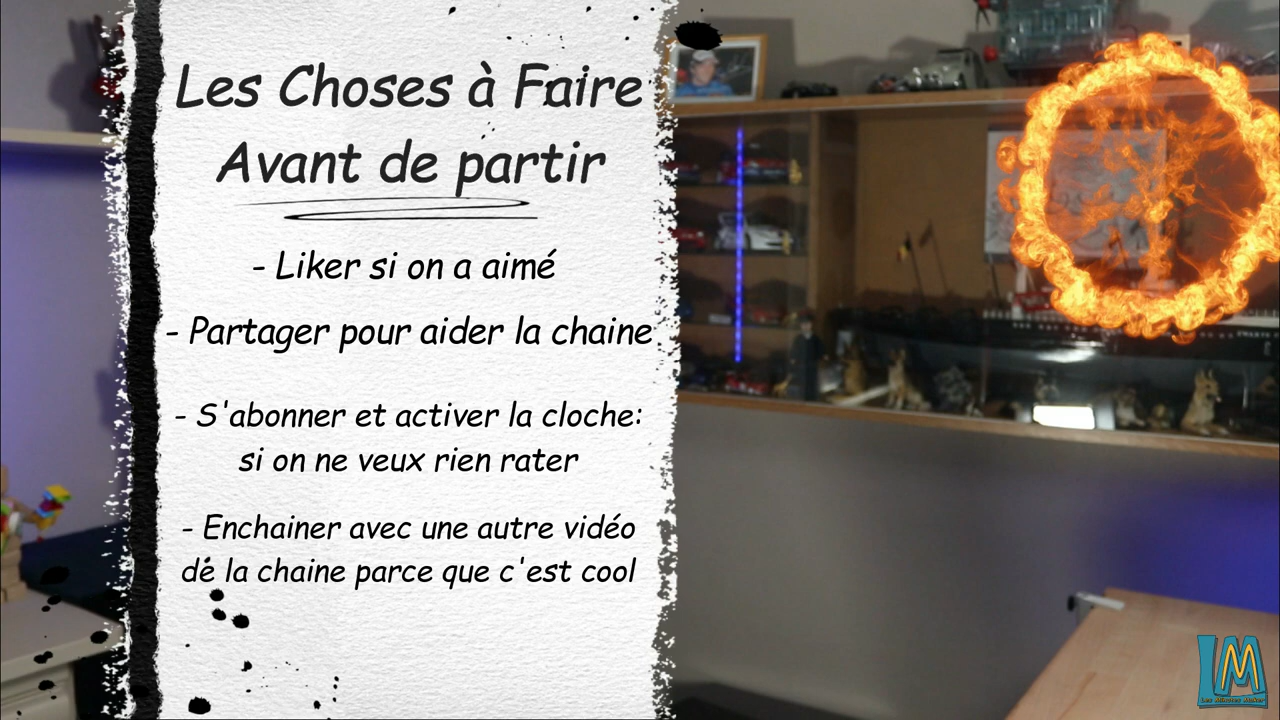 Les Choses à Faire
Avant de partir
- Liker si on a aimé
- Partager pour aider la chaine
- S'abonner et activer la cloche:
si on ne veux rien rater
- Enchainer avec une autre vidéo
de la chaine parce que c'est cool
LM